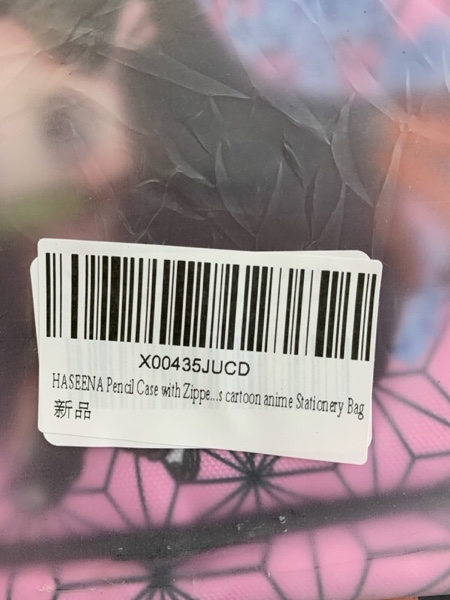 X00435JUCD
HASEENA Pencil Case with Zippe...s cartoon anime Stationery Bag
新品